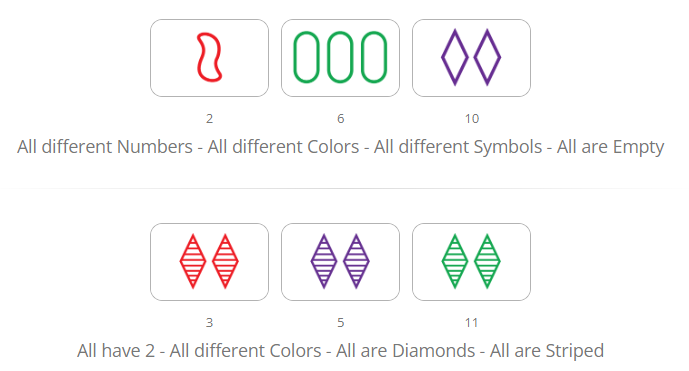 2 6 10
All different Numbers - All different Colors - All different Symbols - All are Empty
3 5 11
All have 2 - All different Colors - All are Diamonds - All are Striped